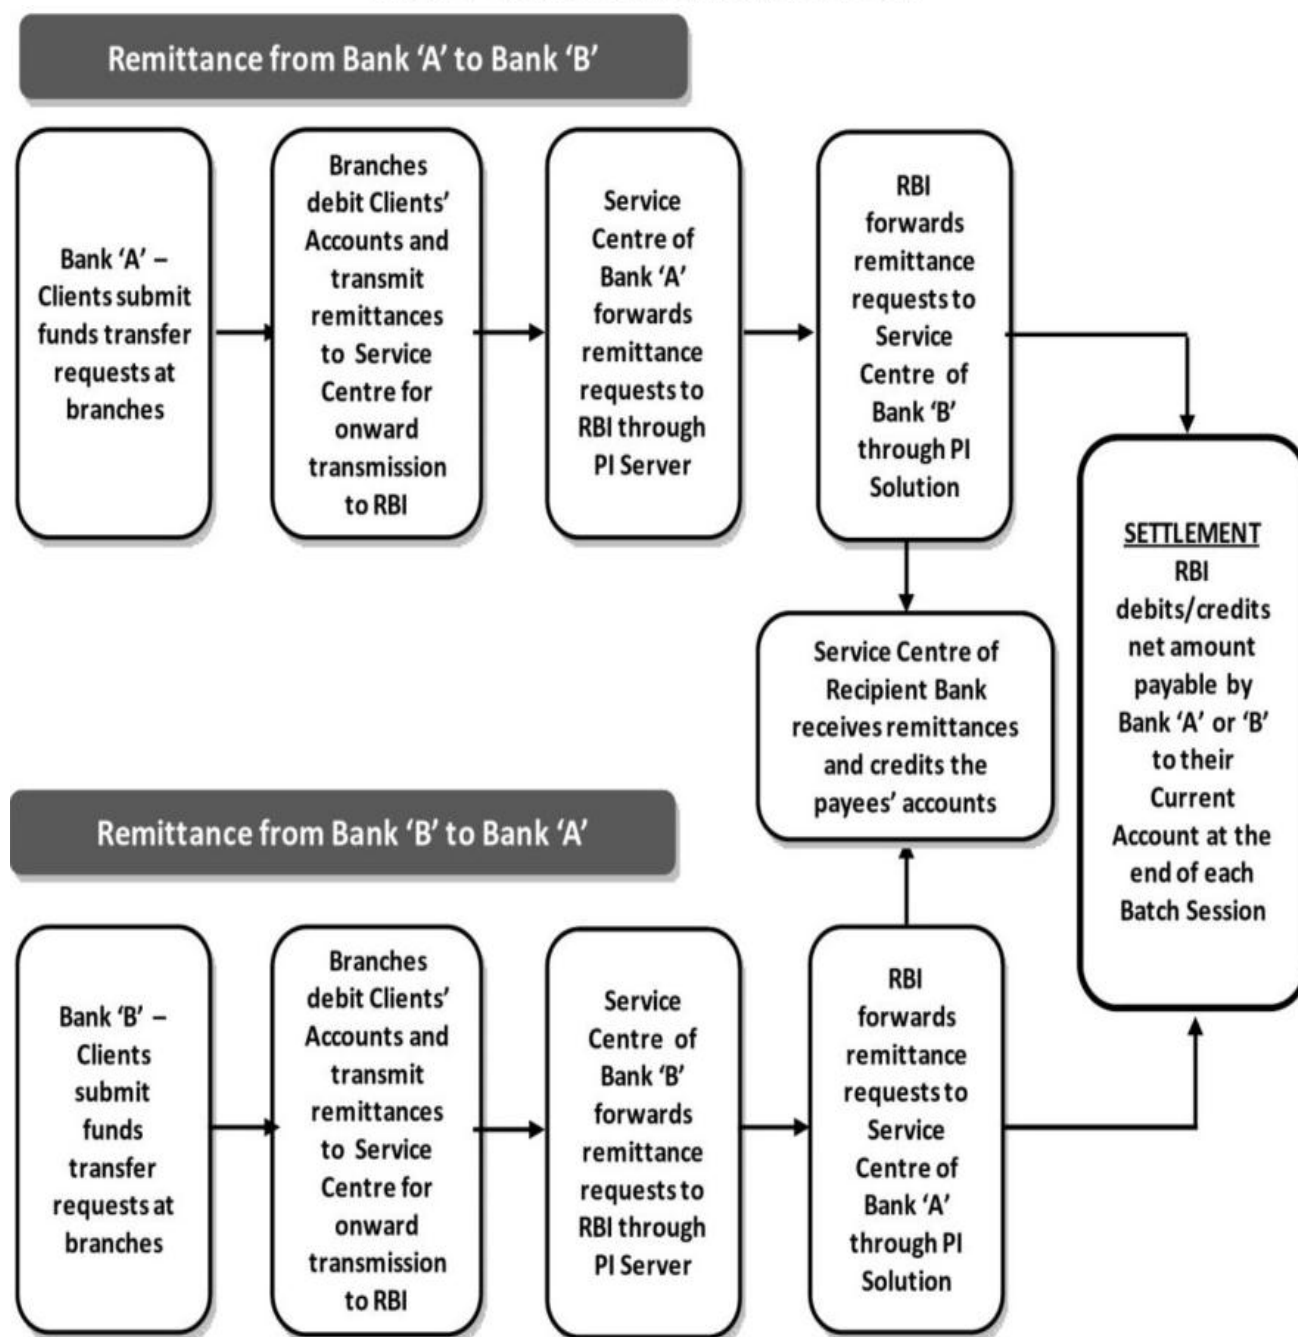 Remittance from Bank ‘A’ to Bank ‘B’
Bank ‘A’ –
Clients submit
funds transfer
requests at
branches
Branches
debit Clients’
Accounts and
transmit
remittances
to Service
Centre for
onward
transmission
to RBI
Service
Centre of
Bank ‘A’
forwards
remittance
requests to
RBI through
PI Server
RBI
forwards
remittance
requests to
Service
Centre of
Bank ‘B’
through PI
Solution
SETTLEMENT
RBI
debits/credits
net amount
payable by
Bank ‘A’ or ‘B’
to their
Current
Account at the
end of each
Batch Session
Service Centre of
Recipient Bank
receives remittances
and credits the
payees’ accounts
Remittance from Bank ‘B’ to Bank ‘A’
Bank ‘B’ –
Clients
submit
funds
transfer
requests at
branches
Branches
debit Clients’
Accounts and
transmit
remittances
to Service
Centre for
onward
transmission
to RBI
Service
Centre of
Bank ‘B’
forwards
remittance
requests to
RBI through
PI Server
RBI
forwards
remittance
requests to
Service
Centre of
Bank ‘A’
through PI
Solution